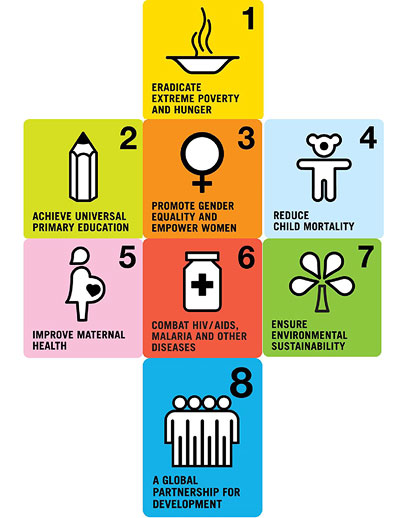 1
ERADICATE
EXTREME POVERTY
AND HUNGER
2
ACHIEVE UNIVERSAL
PRIMARY EDUCATION
3
PROMOTE GENDER
EQUALITY AND
EMPOWER WOMEN
4
REDUCE
CHILD MORTALITY
5
IMPROVE MATERNAL
HEALTH
6
COMBAT HIV/AIDS,
MALARIA AND OTHER
DISEASES
7
ENSURE
ENVIRONMENTAL
SUSTAINABILITY
8
A GLOBAL
PARTNERSHIP FOR
DEVELOPMENT